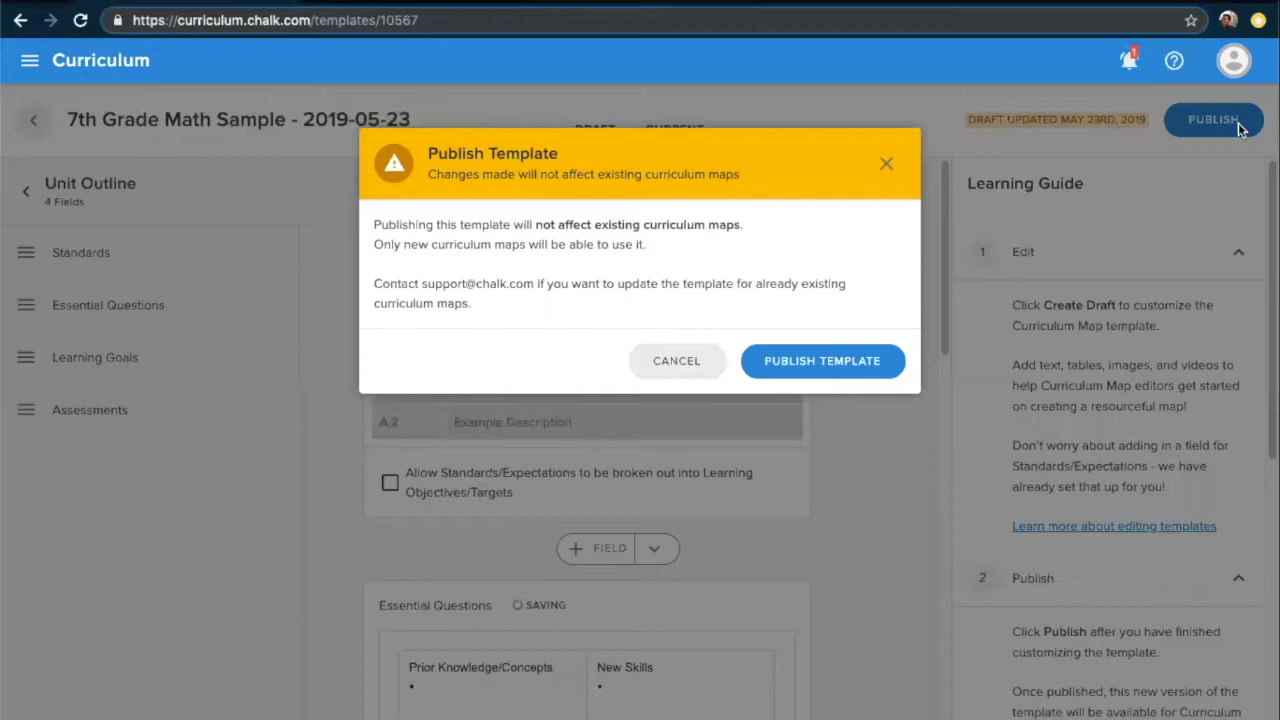 https://curriculum.chalk.com/templates/10567
Curriculum
1
7th Grade Math Sample - 2019-05-23
DRAFT
CURRENT
DRAFT UPDATED MAY 23RD, 2019
PUBLISH
Unit Outline
4 Fields
Standards
Essential Questions
Learning Goals
Assessments
Publish Template
Changes made will not affect existing curriculum maps
Publishing this template will not affect existing curriculum maps.
Only new curriculum maps will be able to use it.
Contact support@chalk.com if you want to update the template for already existing
curriculum maps.
CANCEL
PUBLISH TEMPLATE
A.2
Example Description
Allow Standards/Expectations to be broken out into Learning
Objectives/Targets
FIELD
Essential Questions
SAVING
Prior Knowledge/Concepts
New Skills
•
•
Learning Guide
1
Edit
Click Create Draft to customize the
Curriculum Map template.
Add text, tables, images, and videos to
help Curriculum Map editors get started
on creating a resourceful map!
Don't worry about adding in a field for
Standards/Expectations - we have
already set that up for you!
Learn more about editing templates
2
Publish
Click Publish after you have finished
customizing the template.
Once published, this new version of the
template will be available for Curriculum